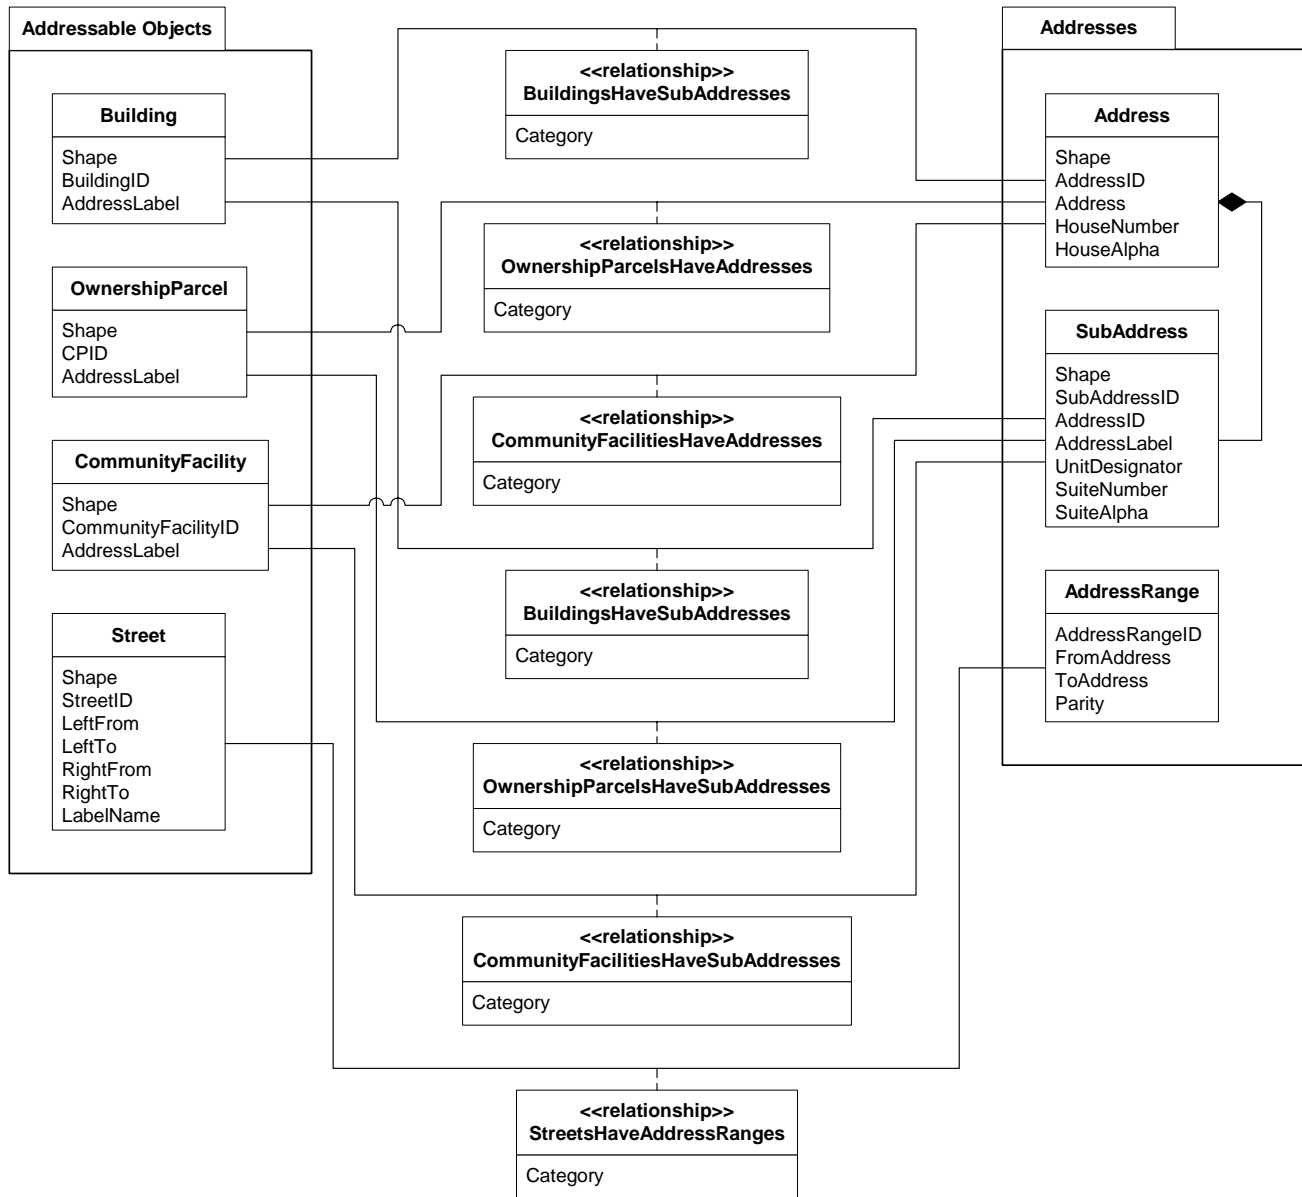 Addressable Objects
Building
Shape
BuildingID
AddressLabel
OwnershipParcel
Shape
CPID
AddressLabel
CommunityFacility
Shape
CommunityFacilityID
AddressLabel
Street
Shape
StreetID
LeftFrom
LeftTo
RightFrom
RightTo
LabelName
<<relationship>>
BuildingsHaveSubAddresses
Category
<<relationship>>
OwnershipParcelsHaveAddresses
Category
<<relationship>>
CommunityFacilitiesHaveAddresses
Category
<<relationship>>
BuildingsHaveSubAddresses
Category
<<relationship>>
OwnershipParcelsHaveSubAddresses
Category
<<relationship>>
CommunityFacilitiesHaveSubAddresses
Category
<<relationship>>
StreetsHaveAddressRanges
Category
Addresses
Address
Shape
AddressID
Address
HouseNumber
HouseAlpha
SubAddress
Shape
SubAddressID
AddressID
AddressLabel
UnitDesignator
SuiteNumber
SuiteAlpha
AddressRange
AddressRangeID
FromAddress
ToAddress
Parity